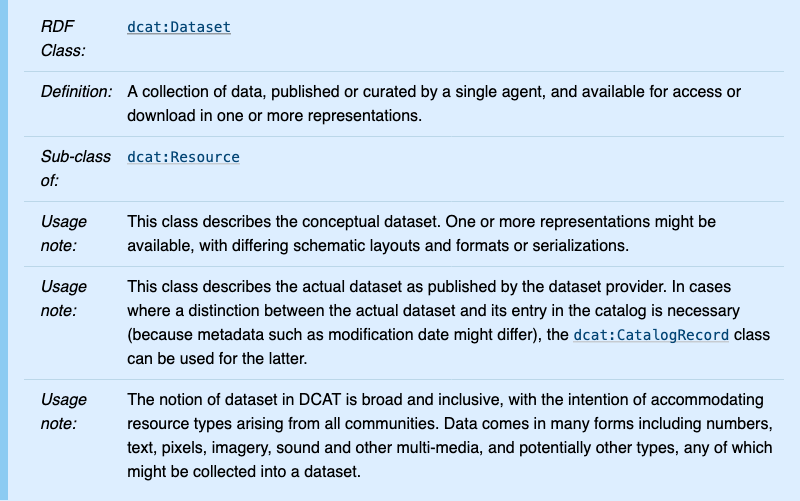 RDF dcat:Dataset
Class:
Definition: A collection of data, published or curated by a single agent, and available for access or
download in one or more representations.
Sub-class dcat:Resource
of:
Usage This class describes the conceptual dataset. One or more representations might be
note: available, with differing schematic layouts and formats or serializations.
Usage This class describes the actual dataset as published by the dataset provider. In cases
note: where a distinction between the actual dataset and its entry in the catalog is necessary
(because metadata such as modification date might differ), the dcat:CatalogRecord class
can be used for the latter.
Usage The notion of dataset in DCAT is broad and inclusive, with the intention of accommodating
note: resource types arising from all communities. Data comes in many forms including numbers,
text, pixels, imagery, sound and other multi-media, and potentially other types, any of which
might be collected into a dataset.